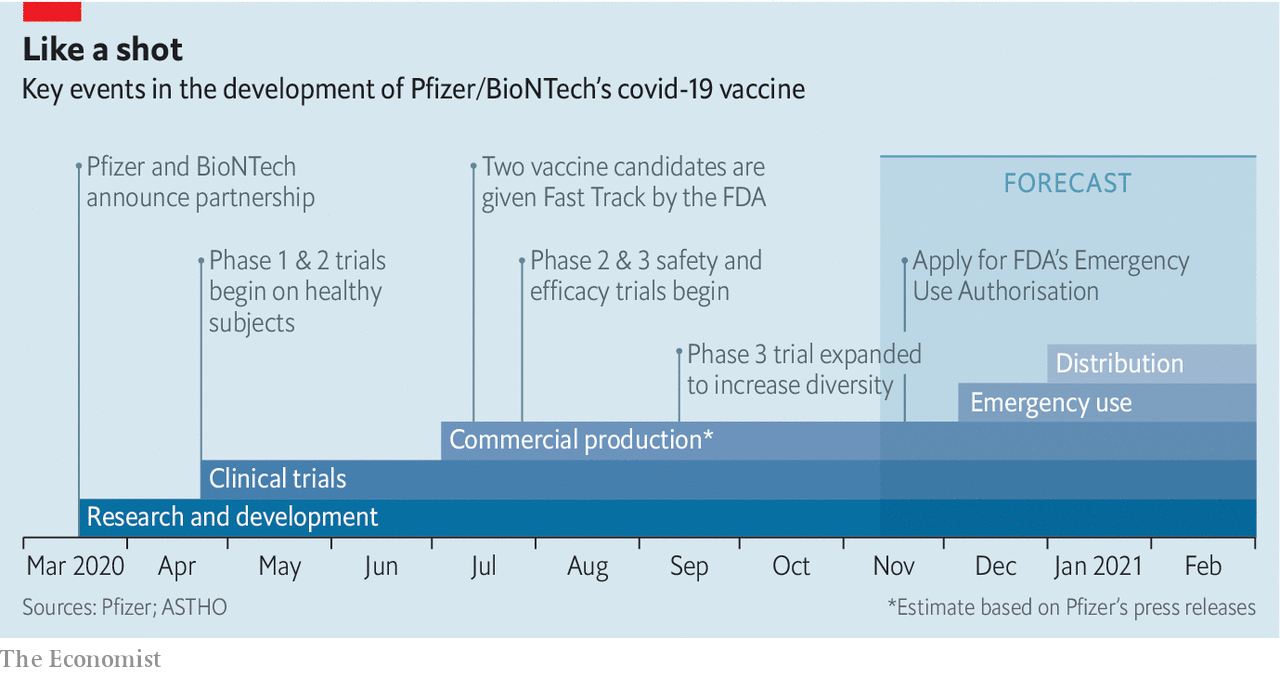 Like a shot
Key events in the development of Pfizer/BioNTech’s covid-19 vaccine
Pfizer and BioNTech
announce partnership
Phase 1 & 2 trials
begin on healthy
subjects
Two vaccine candidates are
given Fast Track by the FDA
Phase 2 & 3 safety and
efficacy trials begin
Phase 3 trial expanded
to increase diversity
FORECAST
Apply for FDA’s Emergency
Use Authorisation
Distribution
Emergency use
Commercial production*
Clinical trials
Research and development
Mar 2020 Apr May Jun Jul Aug Sep Oct Nov Dec Jan 2021 Feb
Sources: Pfizer; ASTHO
*Estimate based on Pfizer’s press releases
The Economist